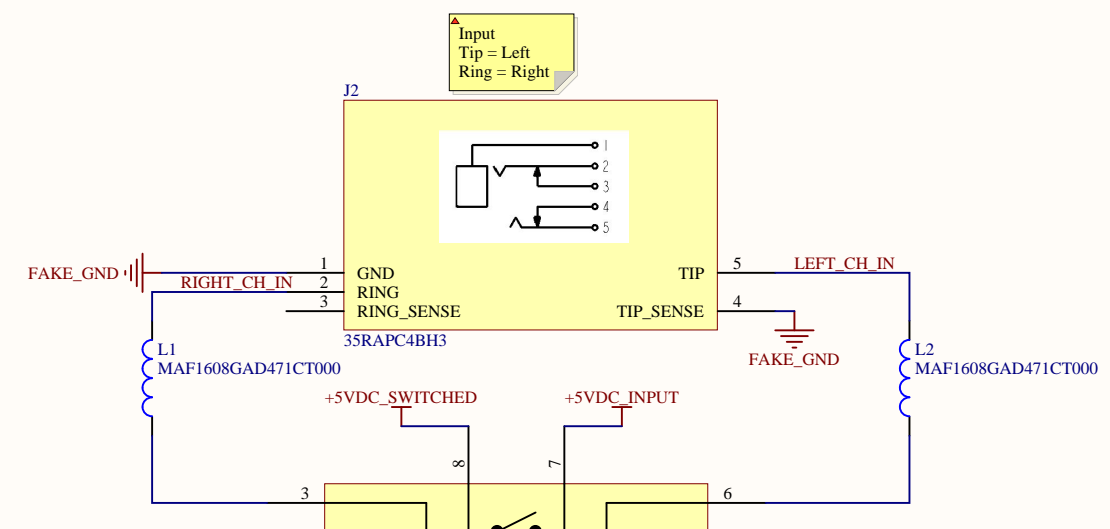 Input
Tip = Left
Ring = Right
J2
1
2
3
4
5
FAKE_GND
1
GND
TIP
5
LEFT_CH_IN
RIGHT_CH_IN
2
RING
3
RING_SENSE
TIP_SENSE
4
35RAPC4BH3
FAKE_GND
L1
MAF1608GAD471CT000
L2
MAF1608GAD471CT000
+5VDC_SWITCHED
+5VDC_INPUT
8
7
3
6